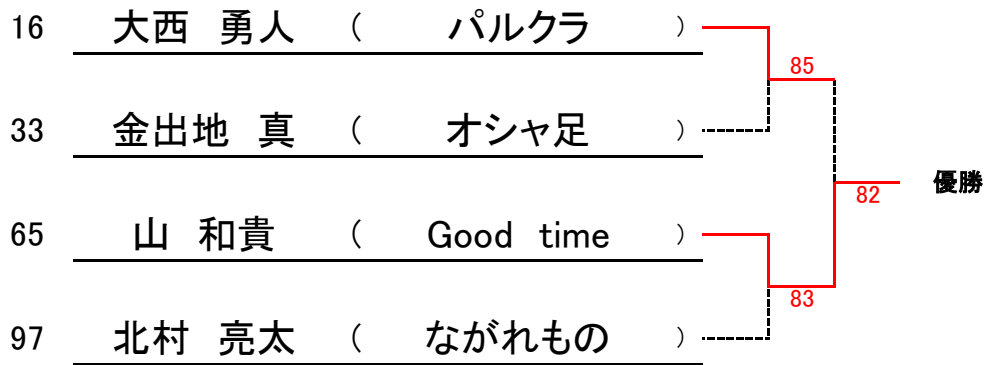 16 大西 勇人 ( パルクラ )
85
33 金出地 真 ( オシャ足 )
82 優勝
65 山 和貴 ( Good time )
83
97 北村 亮太 ( ながれもの )